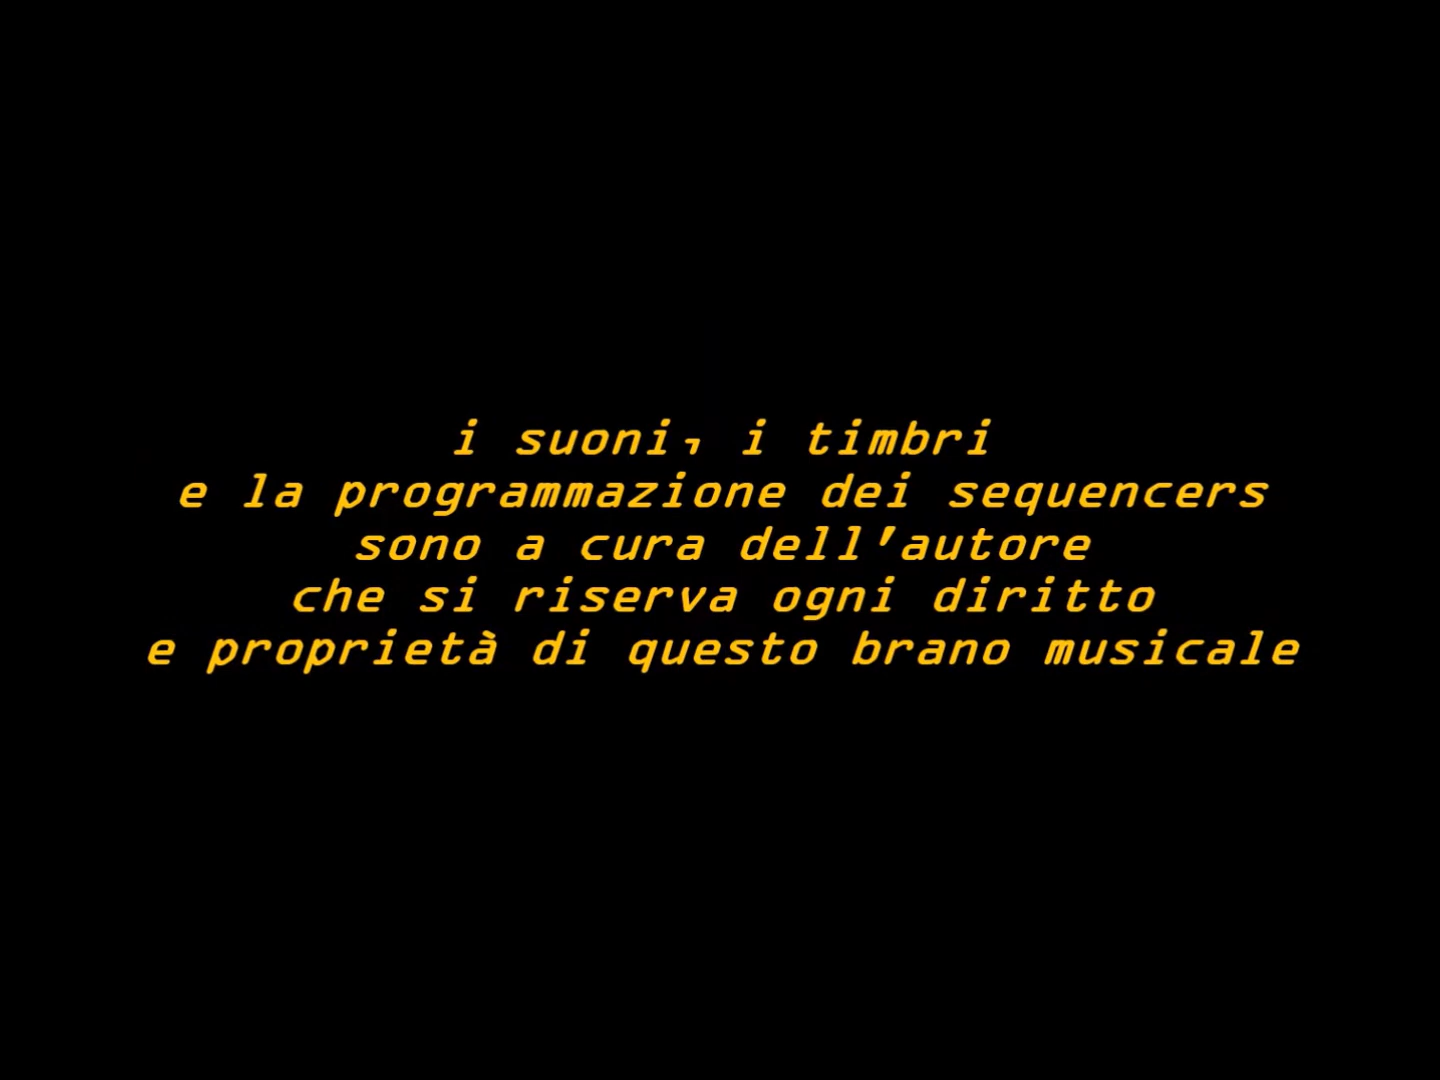 i suoni, i timbri
e la programmazione dei sequencers
sono a cura dell'autore
che si riserva ogni diritto
e proprietà di questo brano musicale